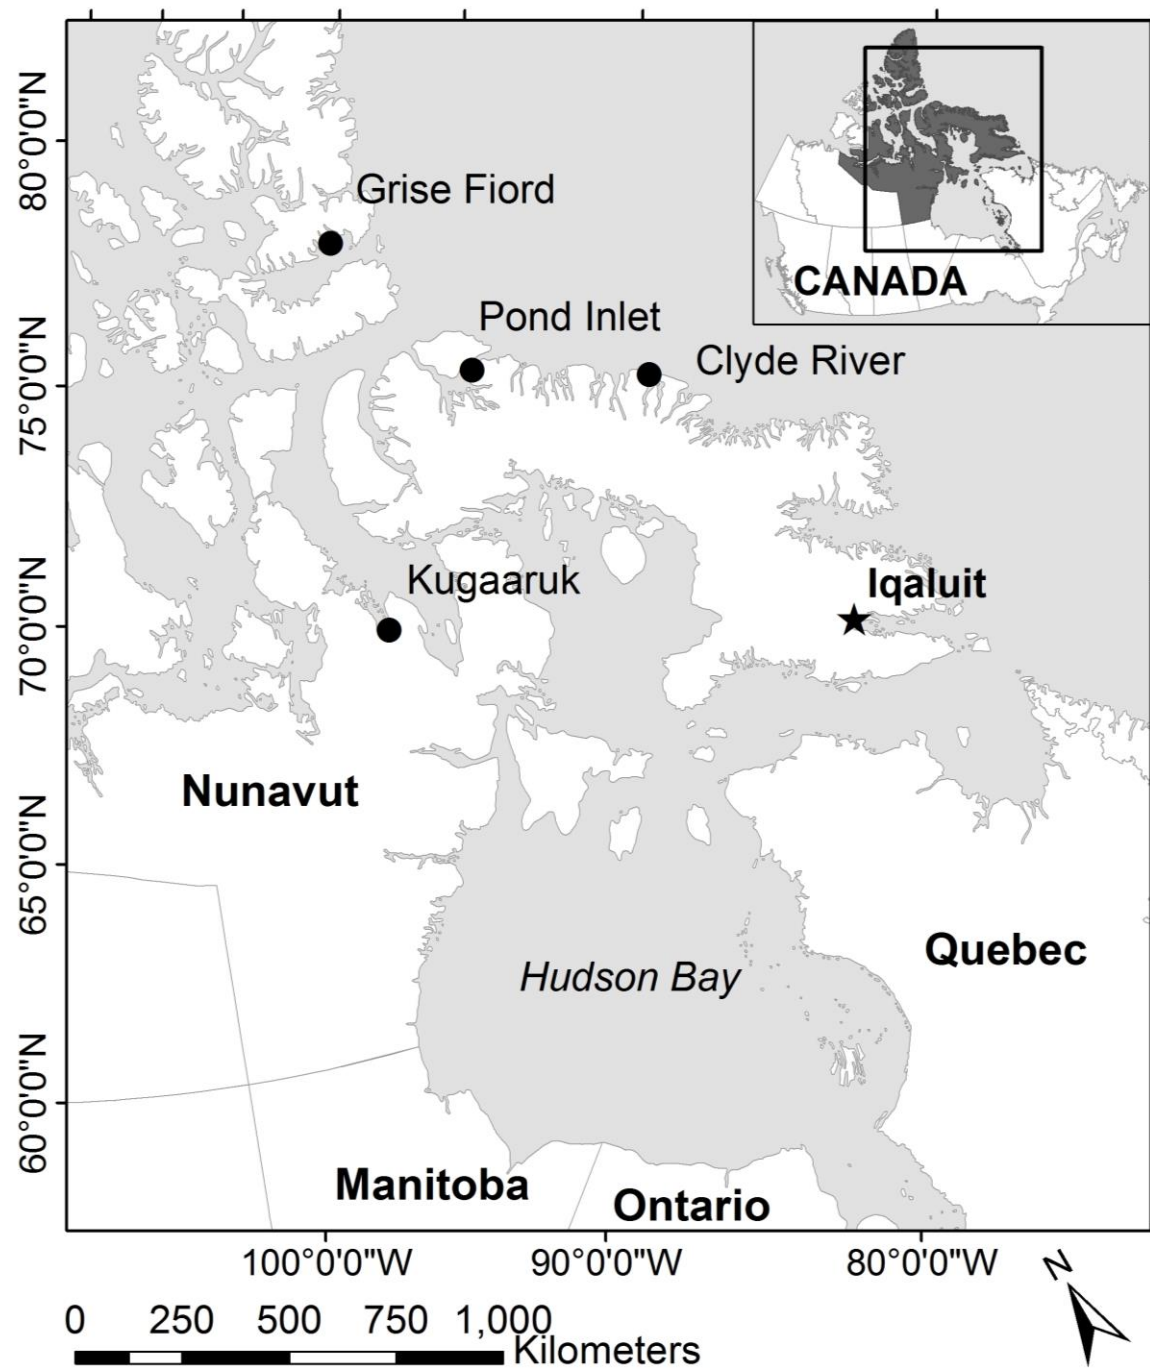 80°0'0"N
75°0'0"N
70°0'0"N
65°0'0"N
60°0'0"N
Grise Fiord
Pond Inlet
Clyde River
CANADA
Kugaaruk
Iqaluit
Nunavut
Quebec
Hudson Bay
Manitoba
Ontario
100°0'0"W
90°0'0"W
80°0'0"W
N
0 250 500 750 1,000
Kilometers